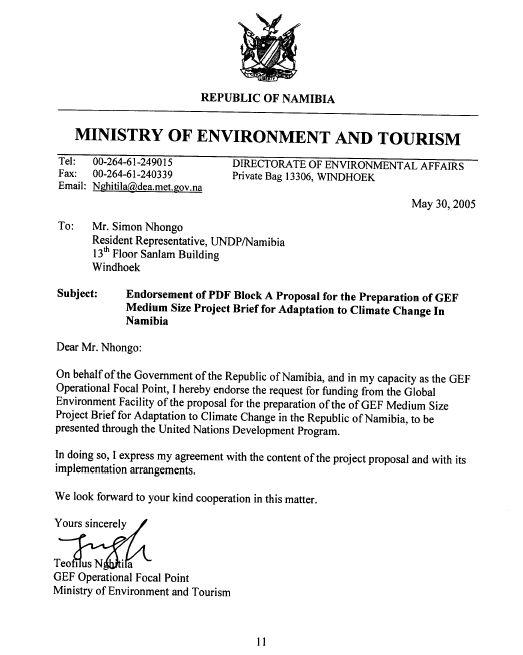 REPUBLIC OF NAMIBIA
MINISTRY OF ENVIRONMENT AND TOURISM
Tel: 00-264-61-249015
Fax: 00-264-61-240339
Email: Nghitila@dea.met.gov.na
DIRECTORATE OF ENVIRONMENTAL AFFAIRS
Private Bag 13306, WINDHOEK
May 30, 2005
To: Mr. Simon Nhongo
Resident Representative, UNDP/Namibia
13th Floor Sanlam Building
Windhoek
Subject: Endorsement of PDF Block A Proposal for the Preparation of GEF
Medium Size Project Brief for Adaptation to Climate Change In
Namibia
Dear Mr. Nhongo:
On behalf of the Government of the Republic of Namibia, and in my capacity as the GEF
Operational Focal Point, I hereby endorse the request for funding from the Global
Environment Facility of the proposal for the preparation of the of GEF Medium Size
Project Brief for Adaptation to Climate Change in the Republic of Namibia, to be
presented through the United Nations Development Program.
In doing so, I express my agreement with the content of the project proposal and with its
implementation arrangements.
We look forward to your kind cooperation in this matter.
Yours sincerely
Teofilus Nghitila
GEF Operational Focal Point
Ministry of Environment and Tourism
11